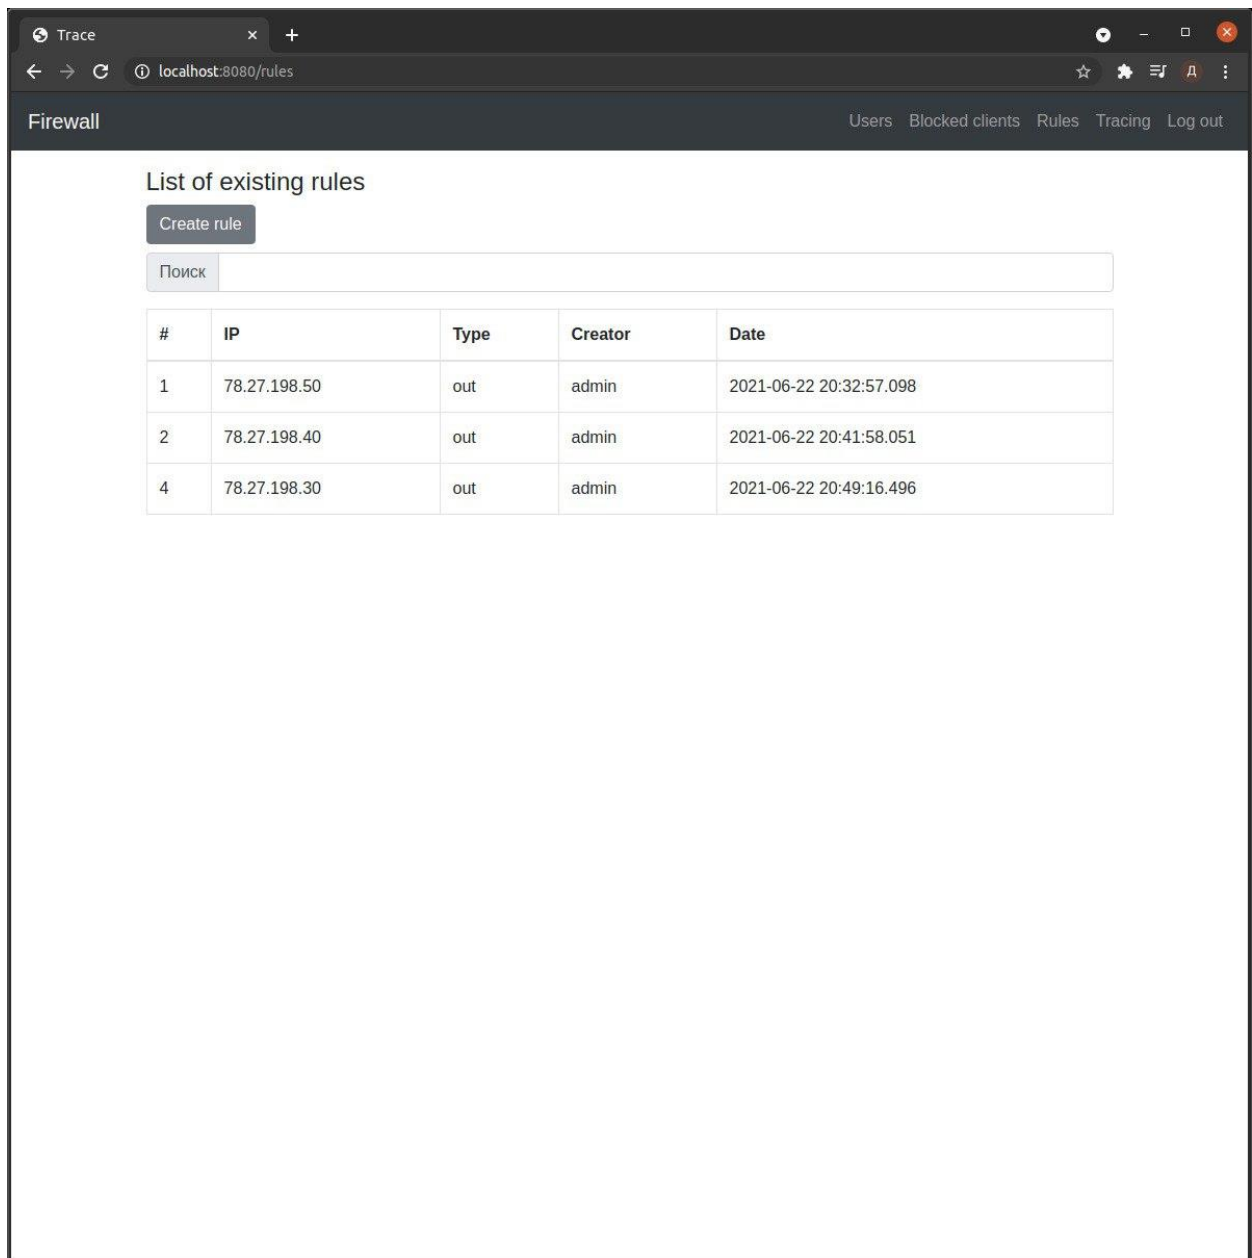 Trace
localhost:8080/rules
Д
Firewall Users Blocked clients Rules Tracing Log out
List of existing rules
Create rule
Поиск
# IP Type Creator Date
1 78.27.198.50 out admin 2021-06-22 20:32:57.098
2 78.27.198.40 out admin 2021-06-22 20:41:58.051
4 78.27.198.30 out admin 2021-06-22 20:49:16.496